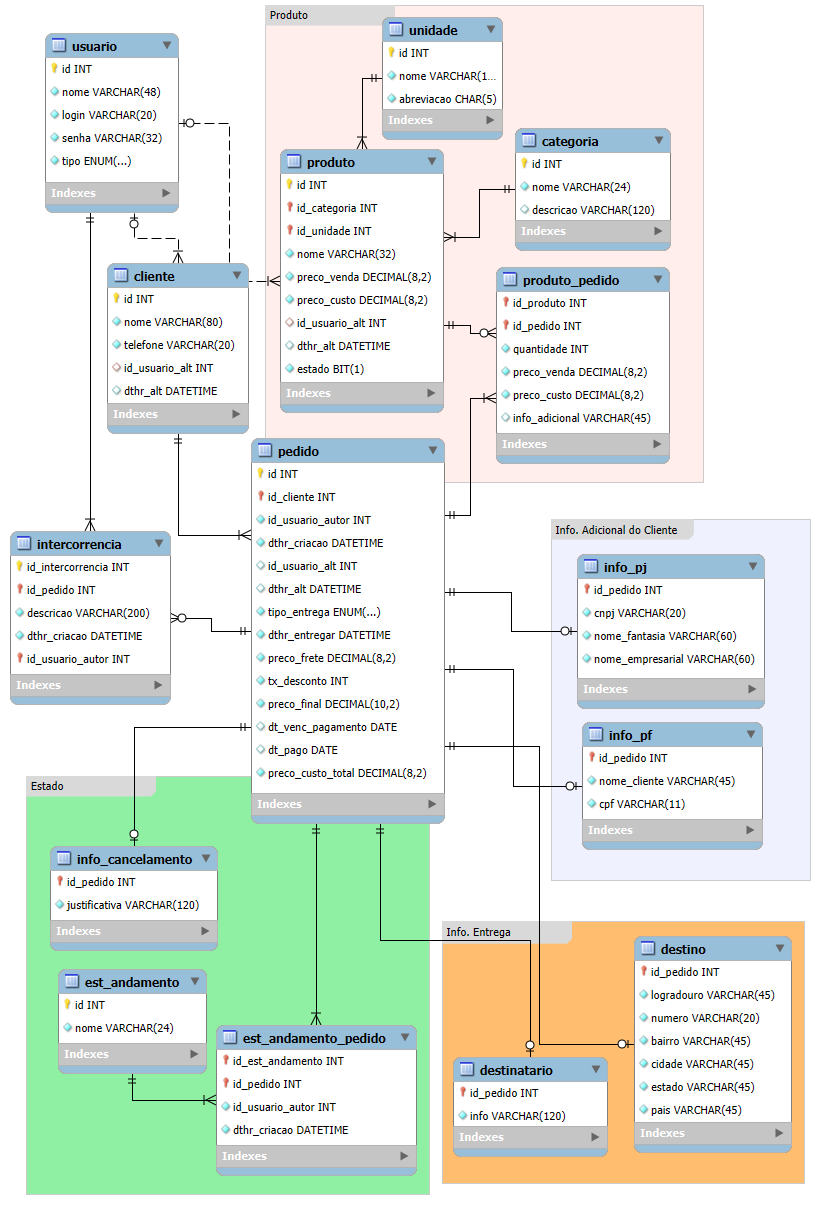 Produto
unidade
id INT
nome VARCHAR(1...
abreviacao CHAR(5)
Indexes
usuario
id INT
nome VARCHAR(48)
login VARCHAR(20)
senha VARCHAR(32)
tipo ENUM(...)
Indexes
categoria
id INT
nome VARCHAR(24)
descricao VARCHAR(120)
Indexes
produto
id INT
id_categoria INT
id_unidade INT
nome VARCHAR(32)
preco_venda DECIMAL(8,2)
preco_custo DECIMAL(8,2)
id_usuario_alt INT
dthr_alt DATETIME
estado BIT(1)
Indexes
cliente
id INT
nome VARCHAR(80)
telefone VARCHAR(20)
id_usuario_alt INT
dthr_alt DATETIME
Indexes
produto_pedido
id_produto INT
id_pedido INT
quantidade INT
preco_venda DECIMAL(8,2)
preco_custo DECIMAL(8,2)
info_adicional VARCHAR(45)
Indexes
pedido
id INT
id_cliente INT
id_usuario_autor INT
dthr_criacao DATETIME
id_usuario_alt INT
dthr_alt DATETIME
tipo_entrega ENUM(...)
dthr_entregar DATETIME
preco_frete DECIMAL(8,2)
tx_desconto INT
preco_final DECIMAL(10,2)
dt_venc_pagamento DATE
dt_pago DATE
preco_custo_total DECIMAL(8,2)
Indexes
intercorrencia
id_intercorrencia INT
id_pedido INT
descricao VARCHAR(200)
dthr_criacao DATETIME
id_usuario_autor INT
Indexes
Info. Adicional do Cliente
info_pj
id_pedido INT
cnpj VARCHAR(20)
nome_fantasia VARCHAR(60)
nome_empresarial VARCHAR(60)
Indexes
info_pf
id_pedido INT
nome_cliente VARCHAR(45)
cpf VARCHAR(11)
Indexes
Estado
info_cancelamento
id_pedido INT
justificativa VARCHAR(120)
Indexes
est_andamento
id INT
nome VARCHAR(24)
Indexes
est_andamento_pedido
id_est_andamento INT
id_pedido INT
id_usuario_autor INT
dthr_criacao DATETIME
Indexes
Info. Entrega
destino
id_pedido INT
logradouro VARCHAR(45)
numero VARCHAR(20)
bairro VARCHAR(45)
cidade VARCHAR(45)
estado VARCHAR(45)
pais VARCHAR(45)
Indexes
destinatario
id_pedido INT
info VARCHAR(120)
Indexes